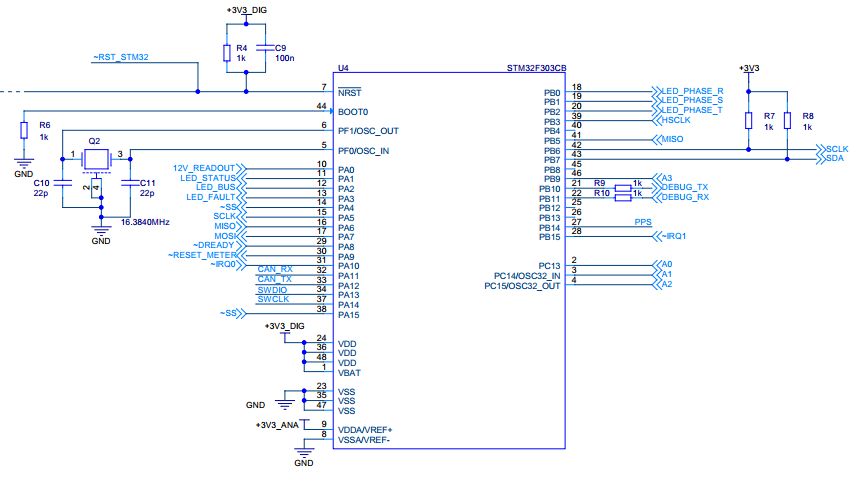 +3V3_DIG
R4
1k
C9
100n
~RST_STM32
U4
STM32F303CB
+3V3
R7
1k
R8
1k
7
NRST
44
BOOT0
R6
1k
GND
6
PF1/OSC_OUT
5
PF0/OSC_IN
Q2
1
3
2
4
C10
22p
C11
22p
16.3840MHz
GND
12V_READOUT 10 PA0
LED_STATUS 11 PA1
LED_BUS 12 PA2
LED_FAULT 13 PA3
~SS 14 PA4
SCLK 15 PA5
MISO 16 PA6
MOSI 17 PA7
~DREADY 29 PA8
~RESET_METER 30 PA9
~IRQ0 31 PA10
CAN_RX 32 PA11
CAN_TX 33 PA12
SWDIO 34 PA13
SWCLK 37 PA14
~SS 38 PA15
+3V3_DIG
24 VDD
36 VDD
48 VDD
1 VBAT
23 VSS
GND 35 VSS
47 VSS
+3V3_ANA 9 VDDA/VREF+
8 VSSA/VREF-
GND
PB0 18 LED_PHASE_R
PB1 19 LED_PHASE_S
PB2 20 LED_PHASE_T
PB3 39 HSCLK
PB4 40
PB5 41 MISO
PB6 42 SCLK
PB7 43 SDA
PB8 45
PB9 46 A3
PB10 21 R9 1k DEBUG_TX
PB11 22 R10 1k DEBUG_RX
PB12 25
PB13 26
PB14 27 PPS
PB15 28 ~IRQ1
PC13 2 A0
PC14/OSC32_IN 3 A1
PC15/OSC32_OUT 4 A2